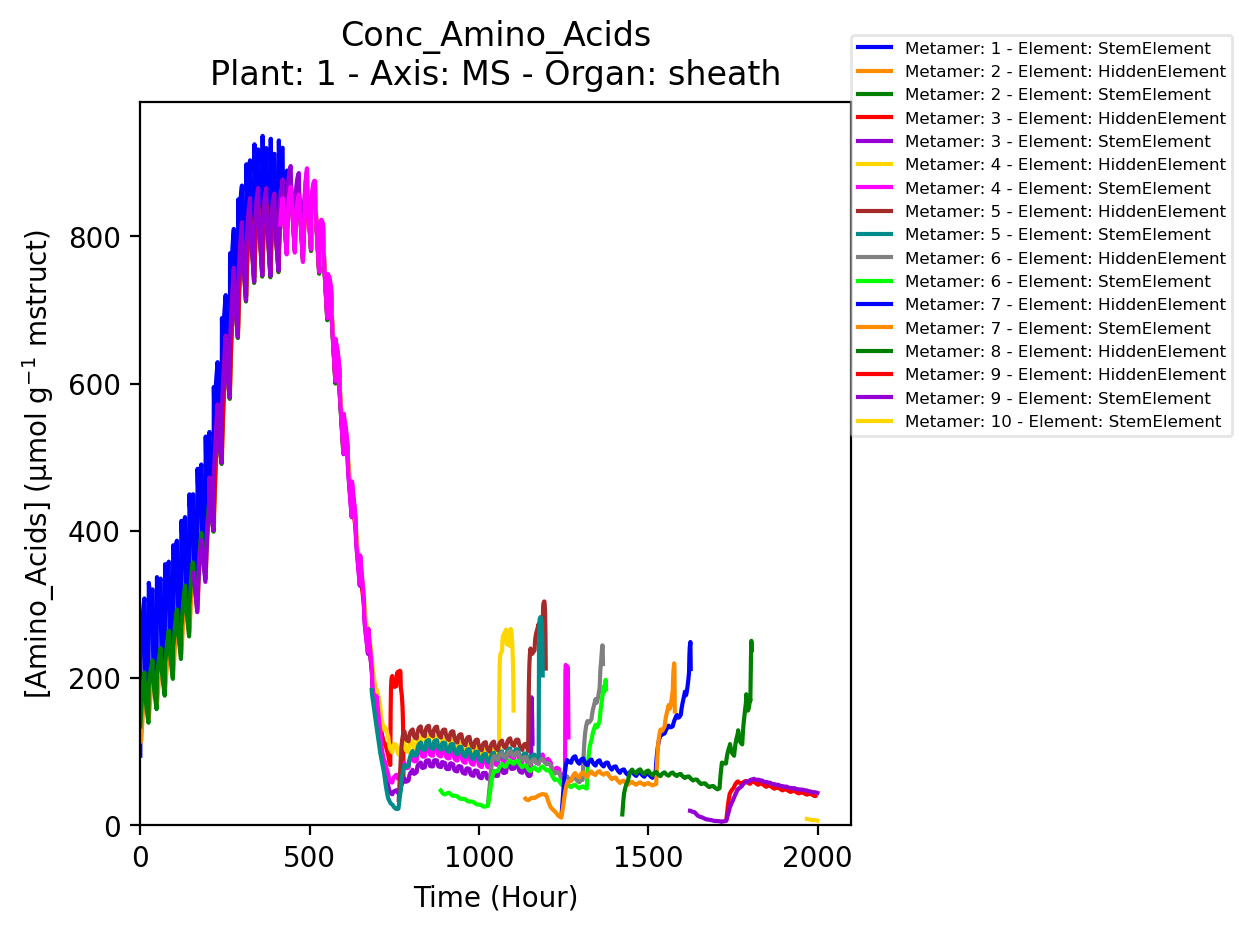 Conc_Amino_Acids
Plant: 1 - Axis: MS - Organ: sheath
Metamer: 1 - Element: StemElement
Metamer: 2 - Element: HiddenElement
Metamer: 2 - Element: StemElement
Metamer: 3 - Element: HiddenElement
Metamer: 3 - Element: StemElement
Metamer: 4 - Element: HiddenElement
Metamer: 4 - Element: StemElement
Metamer: 5 - Element: HiddenElement
Metamer: 5 - Element: StemElement
Metamer: 6 - Element: HiddenElement
Metamer: 6 - Element: StemElement
Metamer: 7 - Element: HiddenElement
Metamer: 7 - Element: StemElement
Metamer: 8 - Element: HiddenElement
Metamer: 9 - Element: HiddenElement
Metamer: 9 - Element: StemElement
Metamer: 10 - Element: StemElement
[Amino_Acids] (µmol g⁻¹ mstruct)
800
600
400
200
0
0 500 1000 1500 2000
Time (Hour)